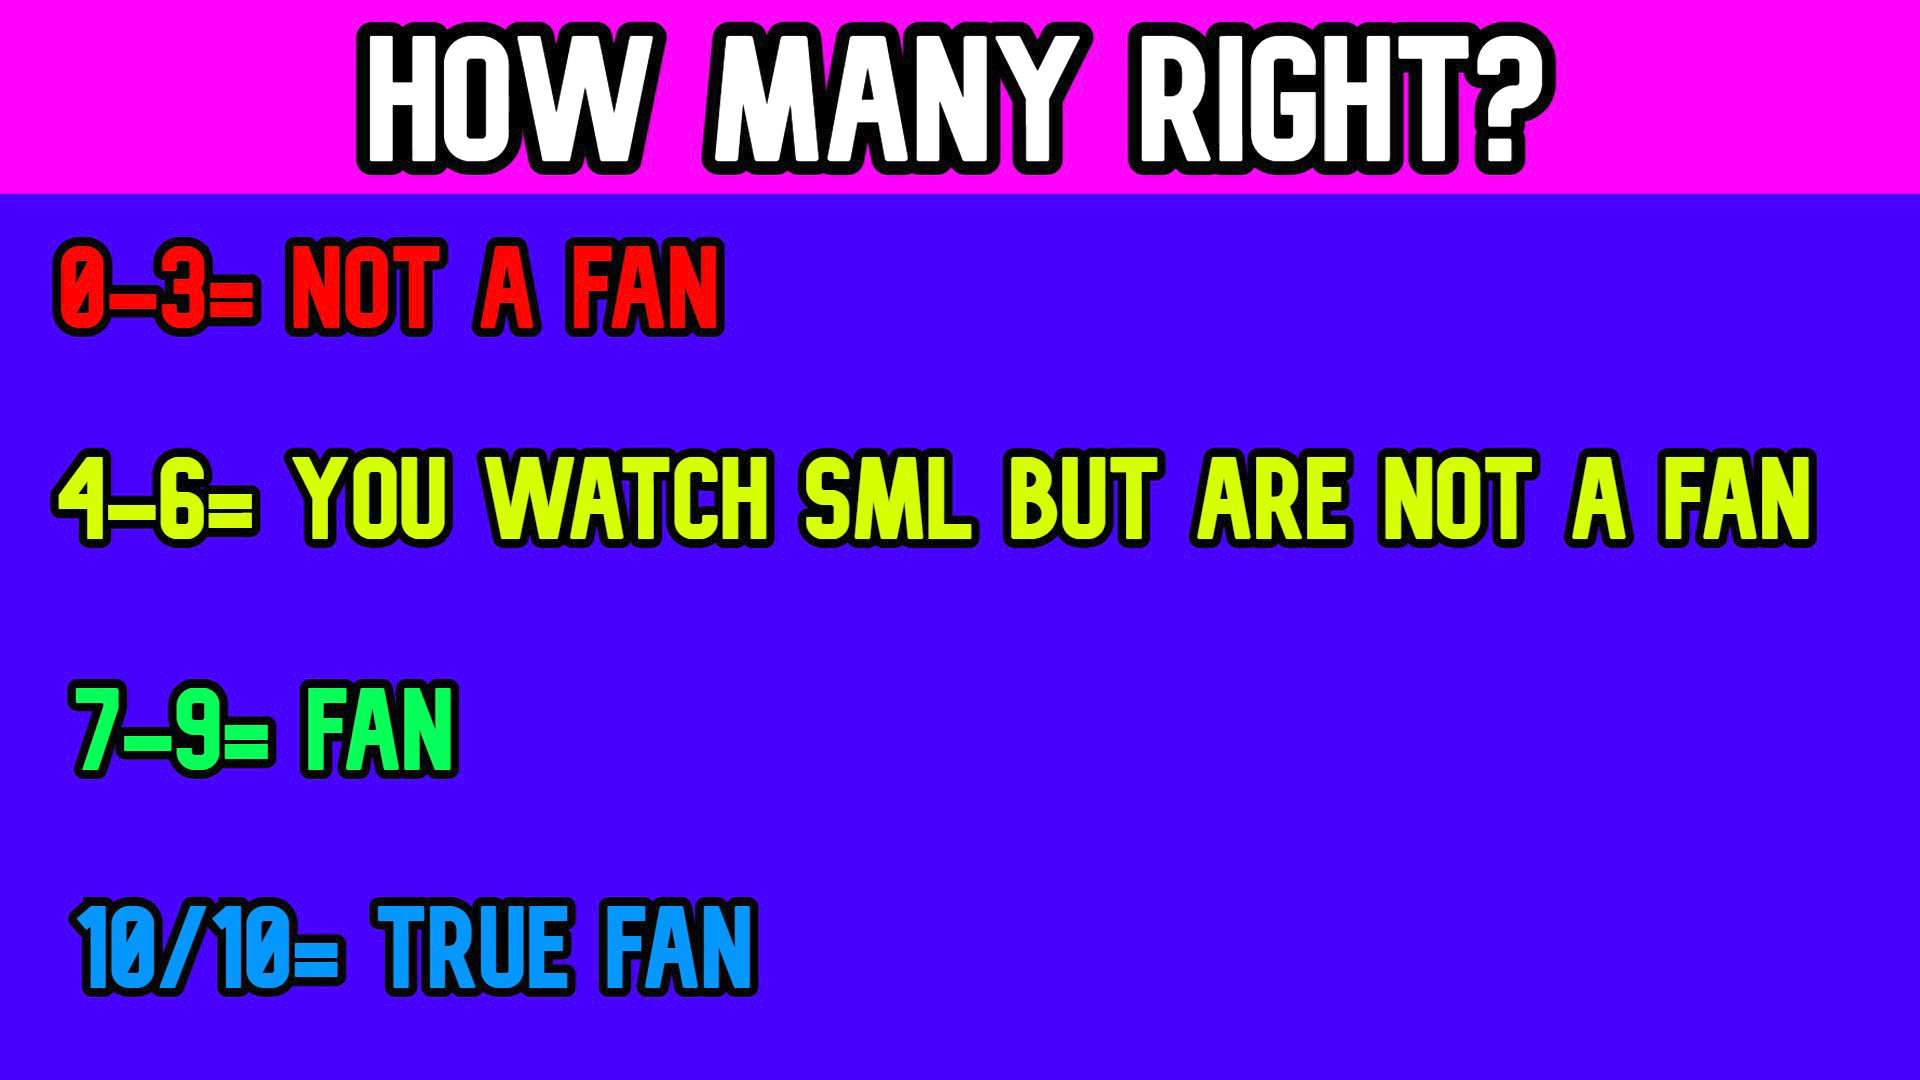 HOW MANY RIGHT?
0-3= NOT A FAN
4-6= YOU WATCH SML BUT ARE NOT A FAN
7-9= FAN
10/10= TRUE FAN